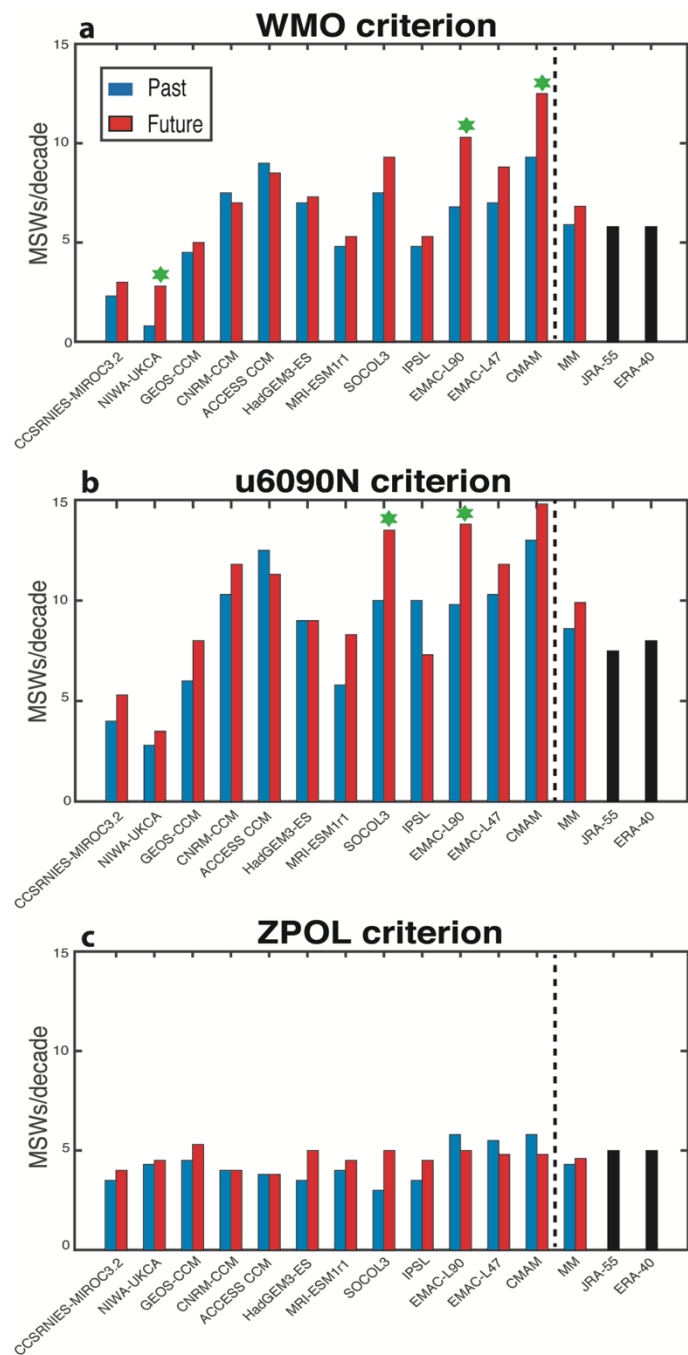 a WMO criterion
15
Past
Future
10
MSWs/decade
5
0
CCSRNIES-MIROC3.2
NIWA-UKCA
GEOS-CCM
CNRM-CCM
ACCESS CCM
HadGEM3-ES
MRI-ESM1r1
SOCOL3
IPSL
EMAC-L90
EMAC-L47
CMAM
MM
JRA-55
ERA-40
b u6090N criterion
15
10
MSWs/decade
5
0
CCSRNIES-MIROC3.2
NIWA-UKCA
GEOS-CCM
CNRM-CCM
ACCESS CCM
HadGEM3-ES
MRI-ESM1r1
SOCOL3
IPSL
EMAC-L90
EMAC-L47
CMAM
MM
JRA-55
ERA-40
c ZPOL criterion
15
10
MSWs/decade
5
0
CCSRNIES-MIROC3.2
NIWA-UKCA
GEOS-CCM
CNRM-CCM
ACCESS CCM
HadGEM3-ES
MRI-ESM1r1
SOCOL3
IPSL
EMAC-L90
EMAC-L47
CMAM
MM
JRA-55
ERA-40